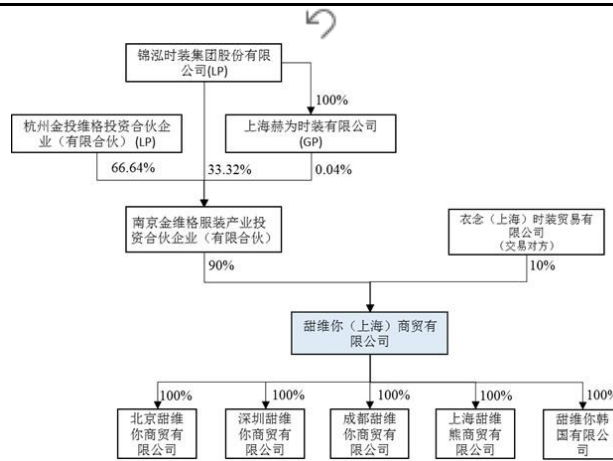 锦泓时装集团股份有限
公司(LP)
100%
杭州金投维格投资合伙企
业（有限合伙）(LP)
上海赫为时装有限公司
(GP)
66.64%
33.32%
0.04%
南京金维格服装产业投
资合伙企业（有限合伙）
衣念（上海）时装贸易有
限公司
（交易对方）
90%
10%
甜维你（上海）商贸有
限公司
100%
100%
100%
100%
100%
北京甜维
你商贸有
限公司
深圳甜维
你商贸有
限公司
成都甜维
你商贸有
限公司
上海甜维
熊商贸有
限公司
甜维你韩
国有限公
司